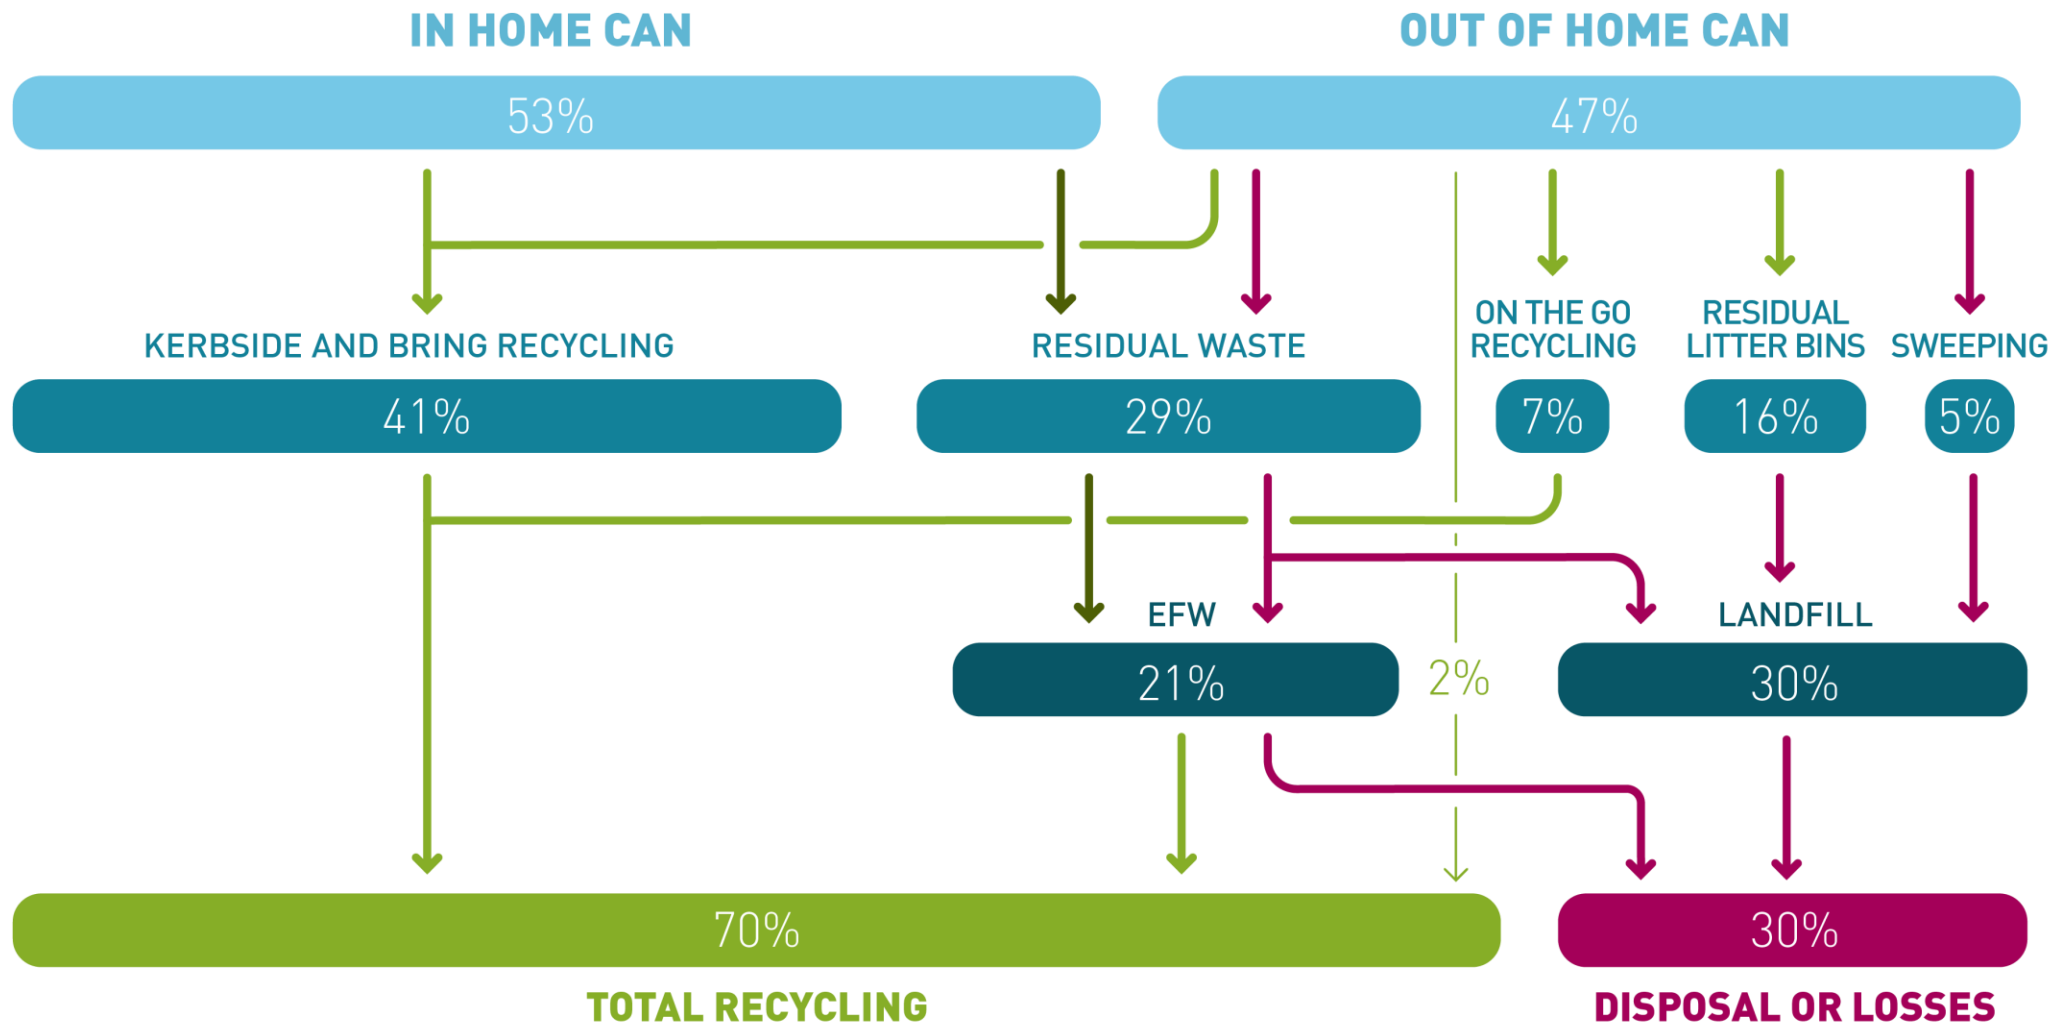 IN HOME CAN
OUT OF HOME CAN
53%
47%
KERBSIDE AND BRING RECYCLING
RESIDUAL WASTE
ON THE GO
RECYCLING
RESIDUAL
LITTER BINS
SWEEPING
41%
29%
7%
16%
5%
EFW
LANDFILL
21%
2%
30%
70%
30%
TOTAL RECYCLING
DISPOSAL OR LOSSES